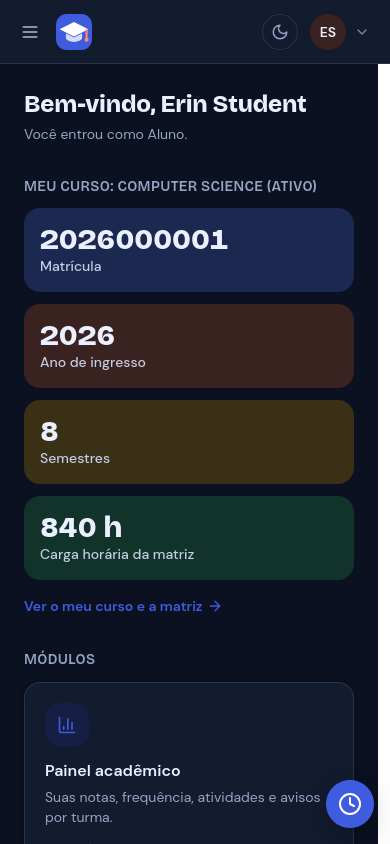 ES
Bem-vindo, Erin Student
Você entrou como Aluno.
MEU CURSO: COMPUTER SCIENCE (ATIVO)
2026000001
Matrícula
2026
Ano de ingresso
8
Semestres
840 h
Carga horária da matriz
Ver o meu curso e a matriz →
MÓDULOS
Painel acadêmico
Suas notas, frequência, atividades e avisos
por turma.